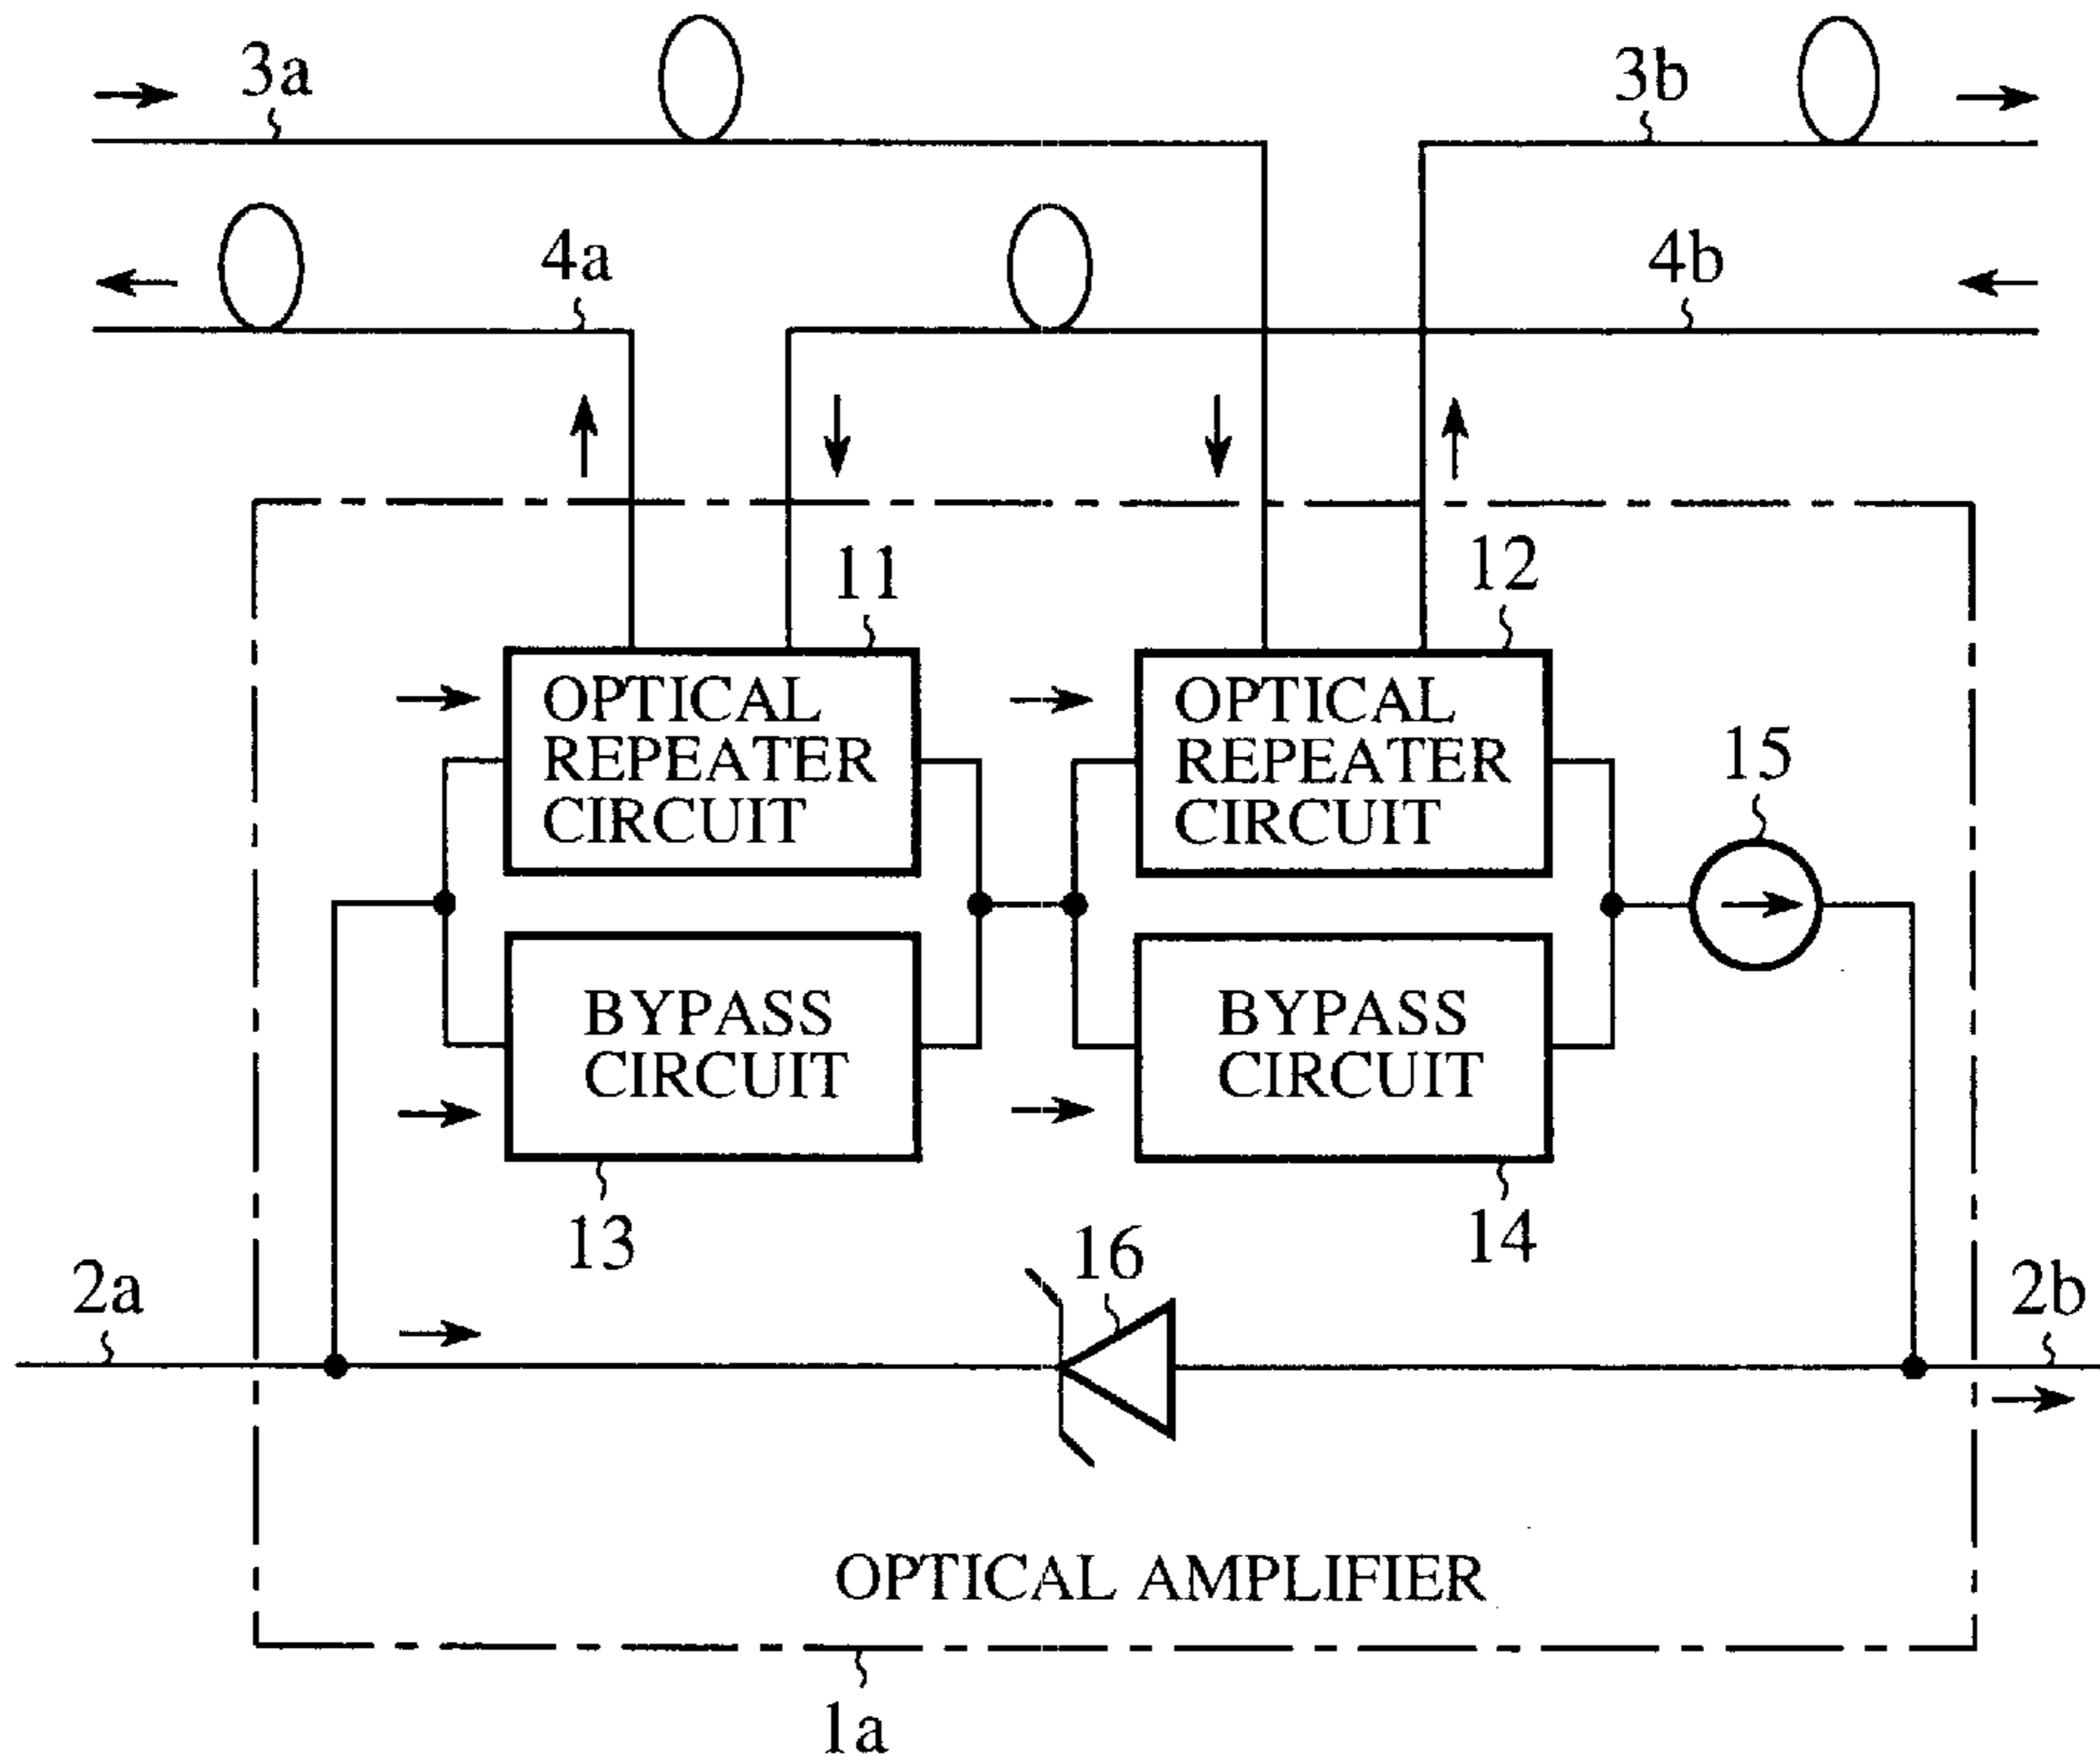 3a
3b
4a
4b
11
12
OPTICAL
REPEATER
CIRCUIT
OPTICAL
REPEATER
CIRCUIT
15
BYPASS
CIRCUIT
BYPASS
CIRCUIT
13
14
2a
16
2b
OPTICAL AMPLIFIER
1a